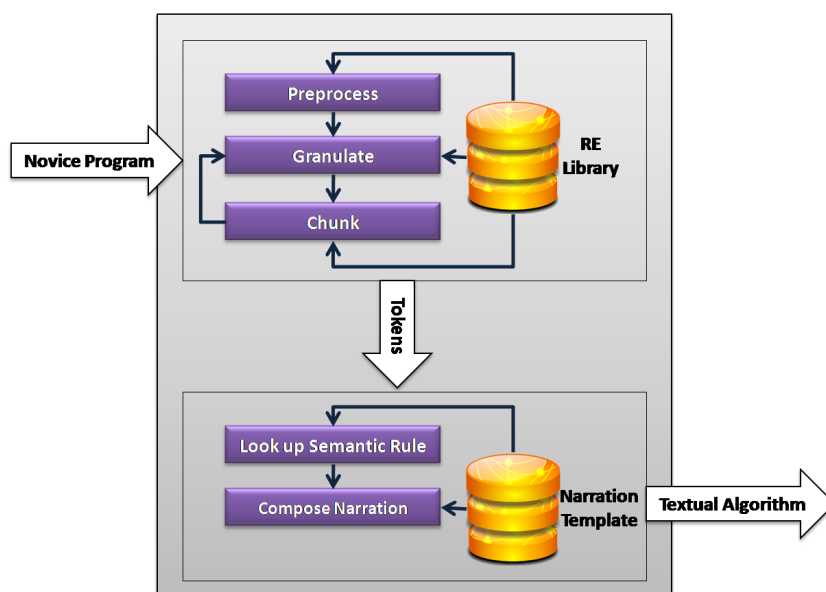 Preprocess
Novice Program
Granulate
RE
Library
Chunk
Tokens
Look up Semantic Rule
Compose Narration
Narration
Template
Textual Algorithm